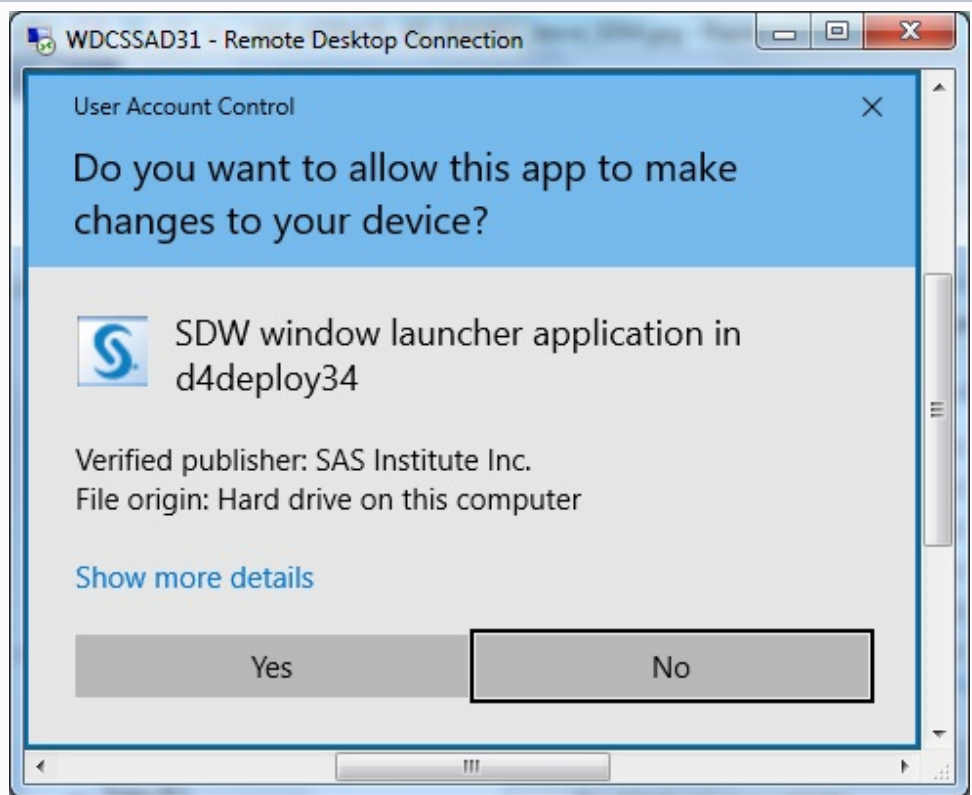 WDCSSAD31 - Remote Desktop Connection
User Account Control
Do you want to allow this app to make
changes to your device?
SDW window launcher application in
d4deploy34
Verified publisher: SAS Institute Inc.
File origin: Hard drive on this computer
Show more details
Yes No